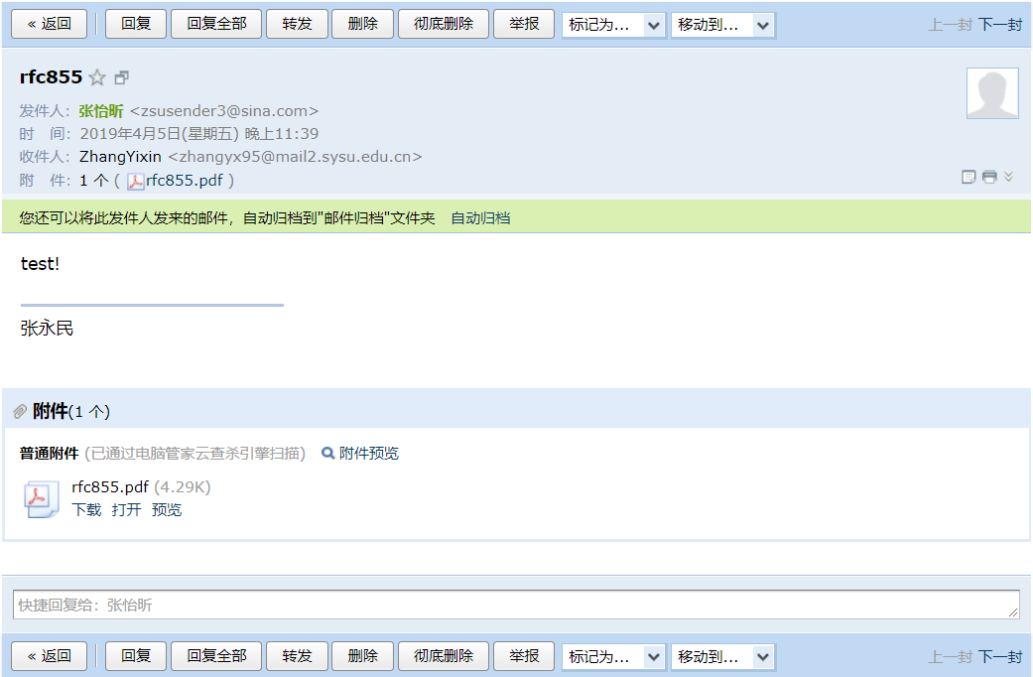 « 返回 回复 回复全部 转发 删除 彻底删除 举报 标记为... 移动到... 上一封 下一封
rfc855
发件人：张怡昕 <zsusender3@sina.com>
时 间：2019年4月5日(星期五) 晚上11:39
收件人：ZhangYixin <zhangyx95@mail2.sysu.edu.cn>
附 件：1 个 ( rfc855.pdf )
您还可以将此发件人发来的邮件，自动归档到"邮件归档"文件夹 自动归档
test!
张永民
附件(1 个)
普通附件 (已通过电脑管家云查杀引擎扫描) 附件预览
rfc855.pdf (4.29K)
下载 打开 预览
快捷回复给：张怡昕
« 返回 回复 回复全部 转发 删除 彻底删除 举报 标记为... 移动到... 上一封 下一封